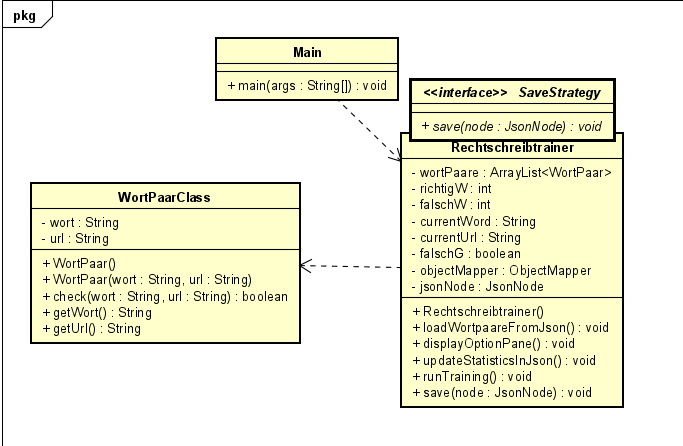 pkg
Main
+ main(args : String[]) : void
<<interface>> SaveStrategy
+ save(node : JsonNode) : void
Rechtschreibtrainer
- wortPaare : ArrayList<WortPaar>
- richtigW : int
- falschW : int
- currentWord : String
- currentUrl : String
- falschG : boolean
- objectMapper : ObjectMapper
- jsonNode : JsonNode
+ Rechtschreibtrainer()
+ loadWortpaareFromJson() : void
+ displayOptionPane() : void
+ updateStatisticsInJson() : void
+ runTraining() : void
+ save(node : JsonNode) : void
WortPaarClass
- wort : String
- url : String
+ WortPaar()
+ WortPaar(wort : String, url : String)
+ check(wort : String, url : String) : boolean
+ getWort() : String
+ getUrl() : String